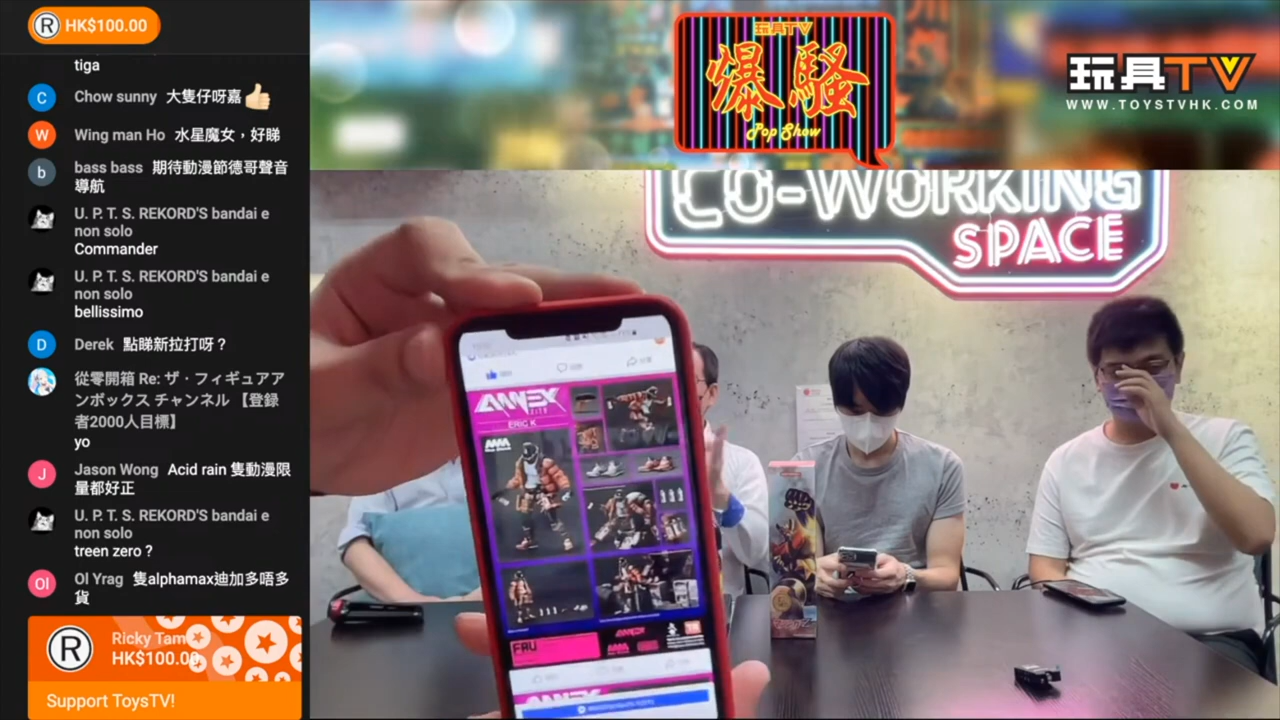 HK$100.00
tiga
Chow sunny 大隻仔呀嘉
Wing man Ho 水星魔女，好睇
bass bass 期待動漫節德哥聲音
導航
U. P. T. S. REKORD'S bandai e
non solo
Commander
U. P. T. S. REKORD'S bandai e
non solo
bellissimo
Derek 點睇新拉打呀？
從零開箱 Re: ザ・フィギュアア
ンボックス チャンネル 【登録
者2000人目標】
yo
Jason Wong Acid rain 隻動漫限
量都好正
U. P. T. S. REKORD'S bandai e
non solo
treen zero ?
Ol Yrag 隻alphamax迪加多唔多
貨
Ricky Tam
HK$100.00
Support ToysTV!
玩具TV
爆騷
Pop Show
玩具TV
WWW.TOYSTVHK.COM
CO-WORKING
SPACE
ANNEX
ERIC K